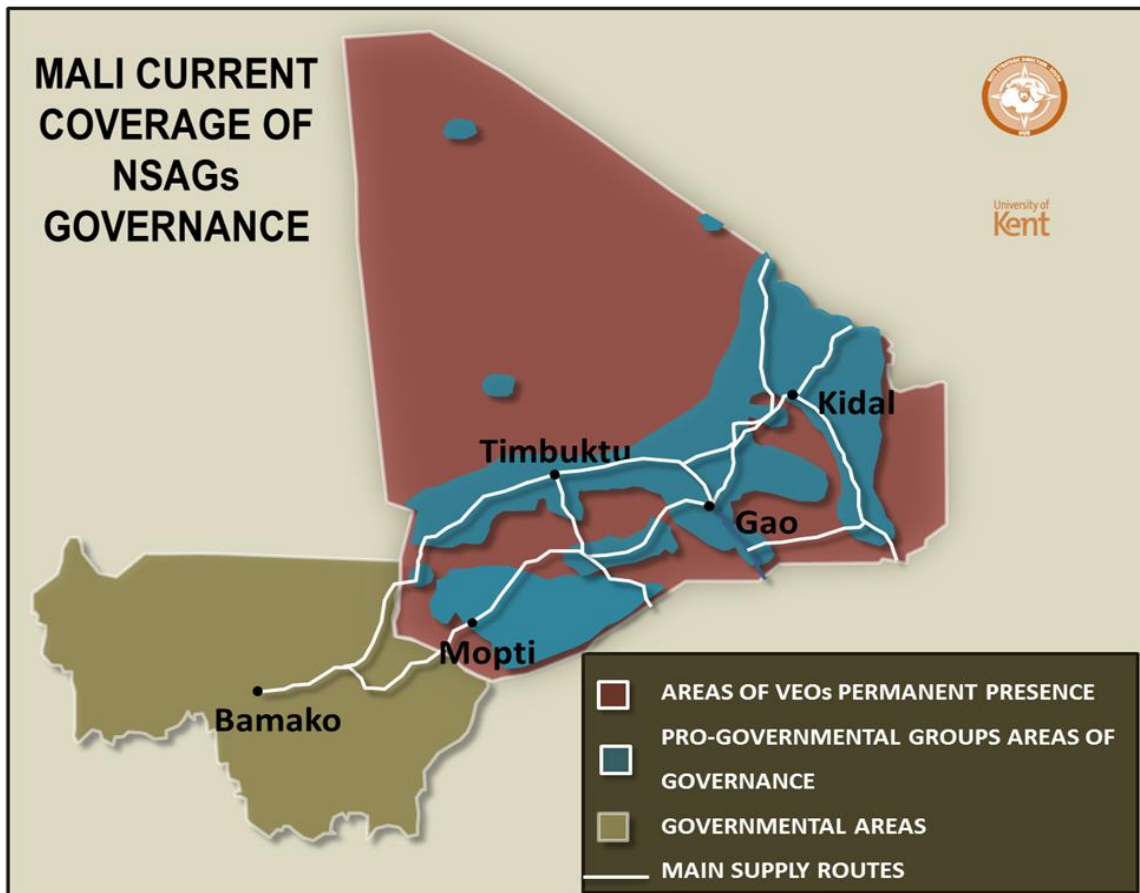 MALI CURRENT
COVERAGE OF
NSAGs
GOVERNANCE
University of
Kent
Kidal
Timbuktu
Gao
Mopti
Bamako
AREAS OF VEOs PERMANENT PRESENCE
PRO-GOVERNMENTAL GROUPS AREAS OF
GOVERNANCE
GOVERNMENTAL AREAS
MAIN SUPPLY ROUTES